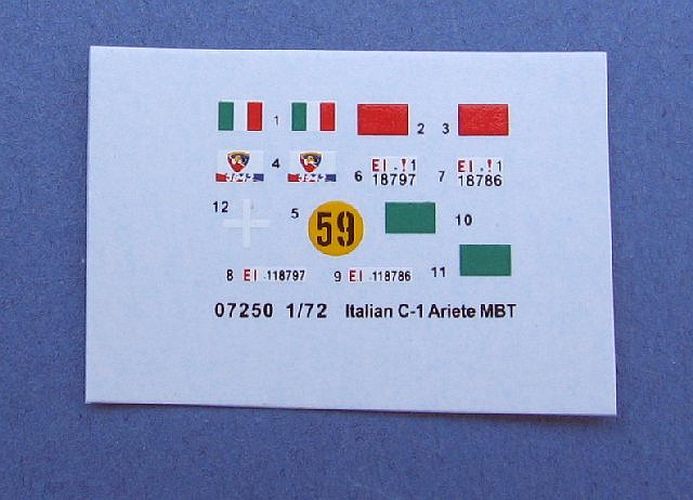 1 2 3
4 EI 1 EI 1
6 18797 7 18786
12 5 59 10
8 EI 118797 9 EI 118786 11
07250 1/72 Italian C-1 Ariete MBT